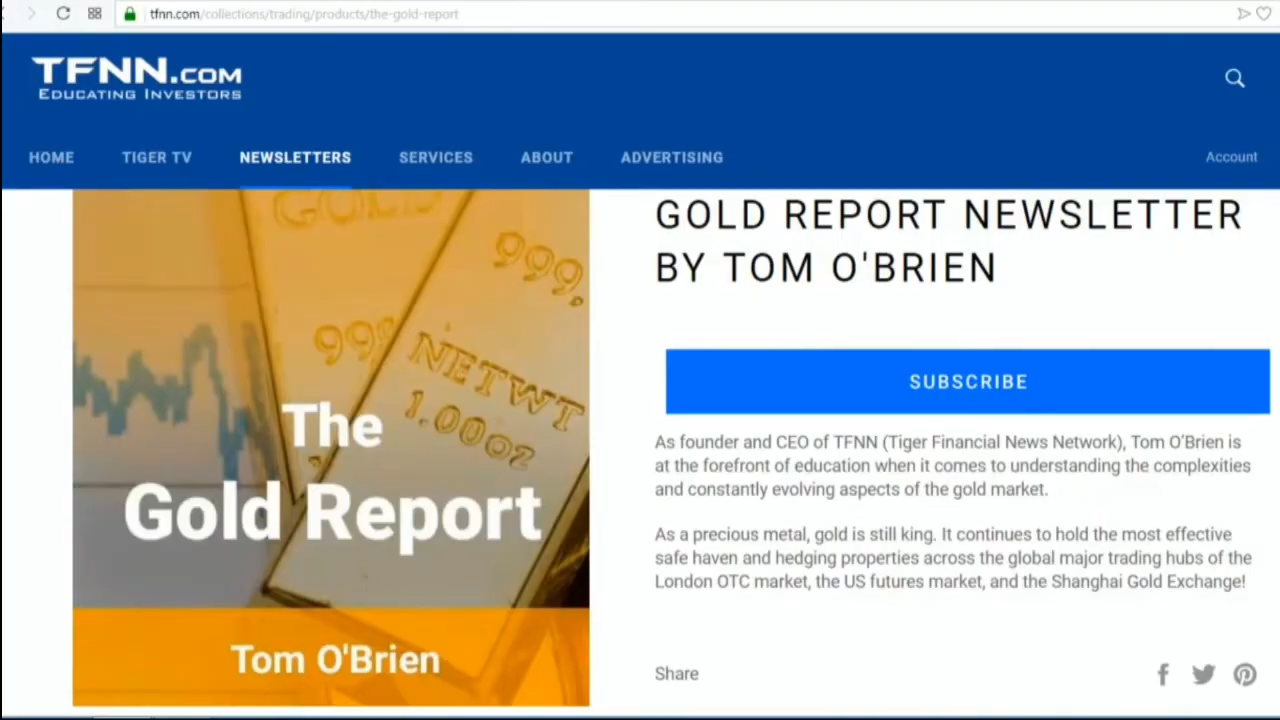 tfnn.com/collections/trading/products/the-gold-report
TFNN.COM
EDUCATING INVESTORS
HOME
TIGER TV
NEWSLETTERS
SERVICES
ABOUT
ADVERTISING
Account
GOLD
999.
999
NETWT
1.00oz
The
Gold Report
Tom O'Brien
GOLD REPORT NEWSLETTER
BY TOM O'BRIEN
SUBSCRIBE
As founder and CEO of TFNN (Tiger Financial News Network), Tom O'Brien is
at the forefront of education when it comes to understanding the complexities
and constantly evolving aspects of the gold market.
As a precious metal, gold is still king. It continues to hold the most effective
safe haven and hedging properties across the global major trading hubs of the
London OTC market, the US futures market, and the Shanghai Gold Exchange!
Share